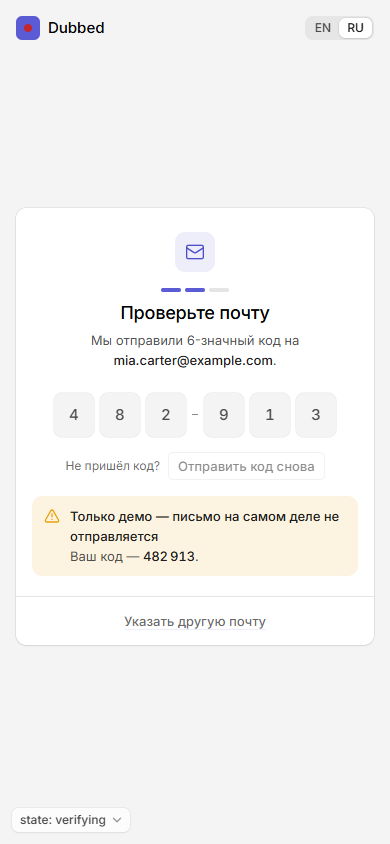 Dubbed
EN RU
Проверьте почту
Мы отправили 6-значный код на
mia.carter@example.com.
4 8 2 – 9 1 3
Не пришёл код? Отправить код снова
Только демо — письмо на самом деле не
отправляется
Ваш код — 482 913.
Указать другую почту
state: verifying